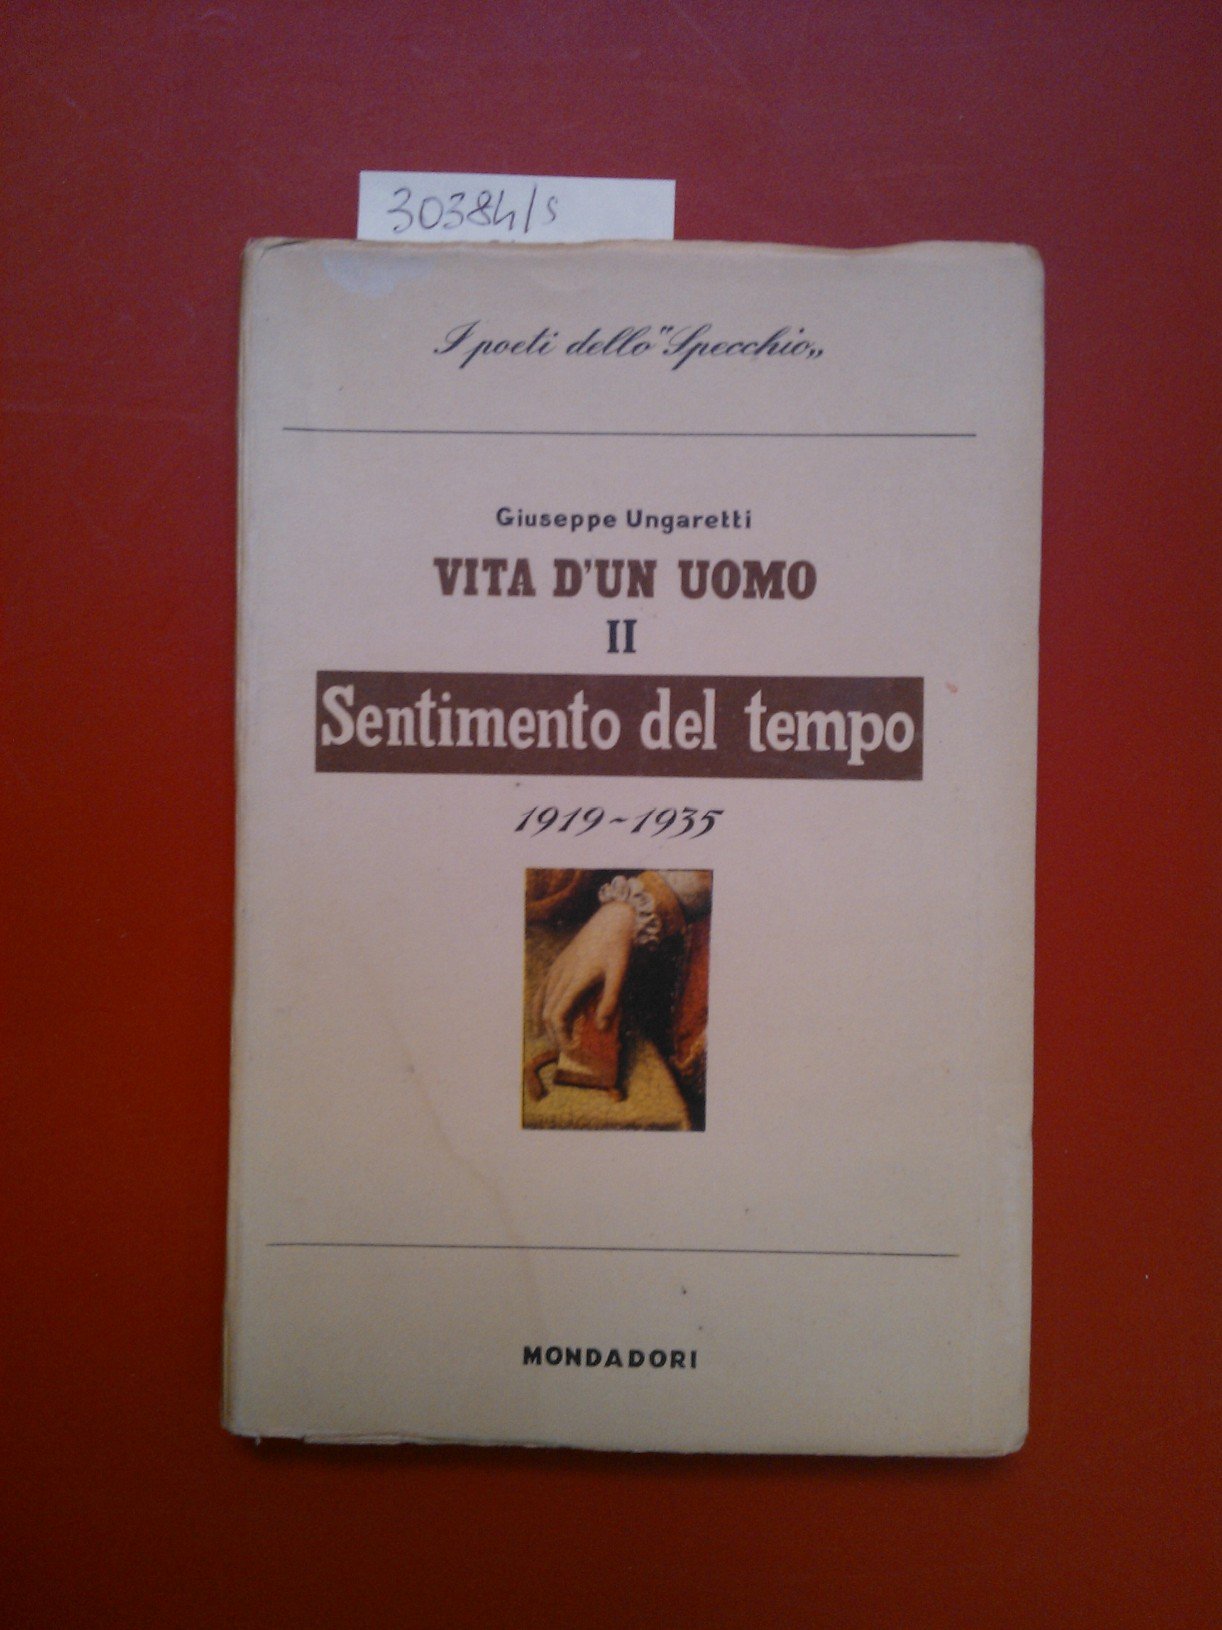 30384/s
I poeti dello "Specchio„
Giuseppe Ungaretti
VITA D'UN UOMO
II
Sentimento del tempo
1919-1935
MONDADORI